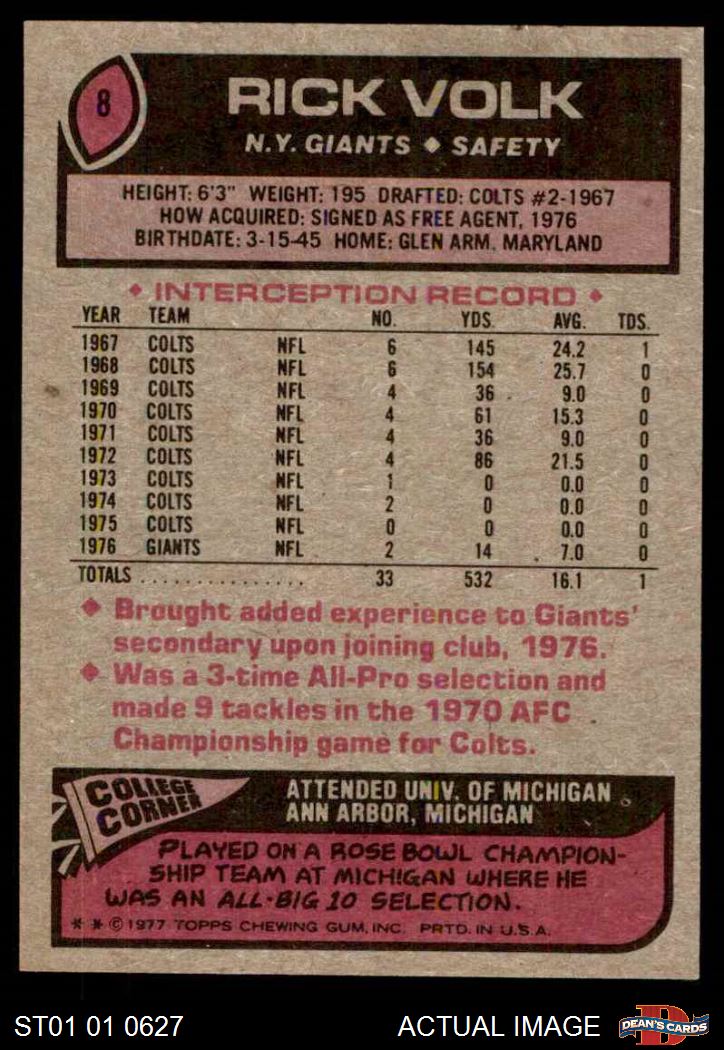 8
RICK VOLK
N.Y. GIANTS ♦ SAFETY
HEIGHT: 6'3" WEIGHT: 195 DRAFTED: COLTS #2-1967
HOW ACQUIRED: SIGNED AS FREE AGENT, 1976
BIRTHDATE: 3-15-45 HOME: GLEN ARM, MARYLAND
♦ INTERCEPTION RECORD ♦
YEAR TEAM NO. YDS. AVG. TDS.
1967 COLTS NFL 6 145 24.2 1
1968 COLTS NFL 6 154 25.7 0
1969 COLTS NFL 4 36 9.0 0
1970 COLTS NFL 4 61 15.3 0
1971 COLTS NFL 4 36 9.0 0
1972 COLTS NFL 4 86 21.5 0
1973 COLTS NFL 1 0 0.0 0
1974 COLTS NFL 2 0 0.0 0
1975 COLTS NFL 0 0 0.0 0
1976 GIANTS NFL 2 14 7.0 0
TOTALS . . . . . . . . . . . . . . . 33 532 16.1 1
♦ Brought added experience to Giants'
secondary upon joining club, 1976.
♦ Was a 3-time All-Pro selection and
made 9 tackles in the 1970 AFC
Championship game for Colts.
COLLEGE
CORNER
ATTENDED UNIV. OF MICHIGAN
ANN ARBOR, MICHIGAN
PLAYED ON A ROSE BOWL CHAMPION-
SHIP TEAM AT MICHIGAN WHERE HE
WAS AN ALL-BIG 10 SELECTION.
* * © 1977 TOPPS CHEWING GUM, INC. PRTD. IN U.S.A.
ST01 01 0627 ACTUAL IMAGE
D
DEAN'S CARDS